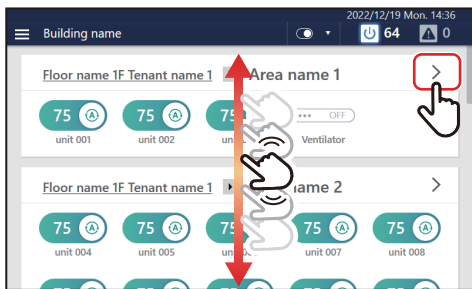 2022/12/19 Mon. 14:36
Building name 64 0
Floor name 1F Tenant name 1 Area name 1
75 A 75 A 75 ••• OFF
unit 001 unit 002 Ventilator
Floor name 1F Tenant name 1 name 2
75 A 75 A 75 75 A 75 A
unit 004 unit 005 unit 007 unit 008